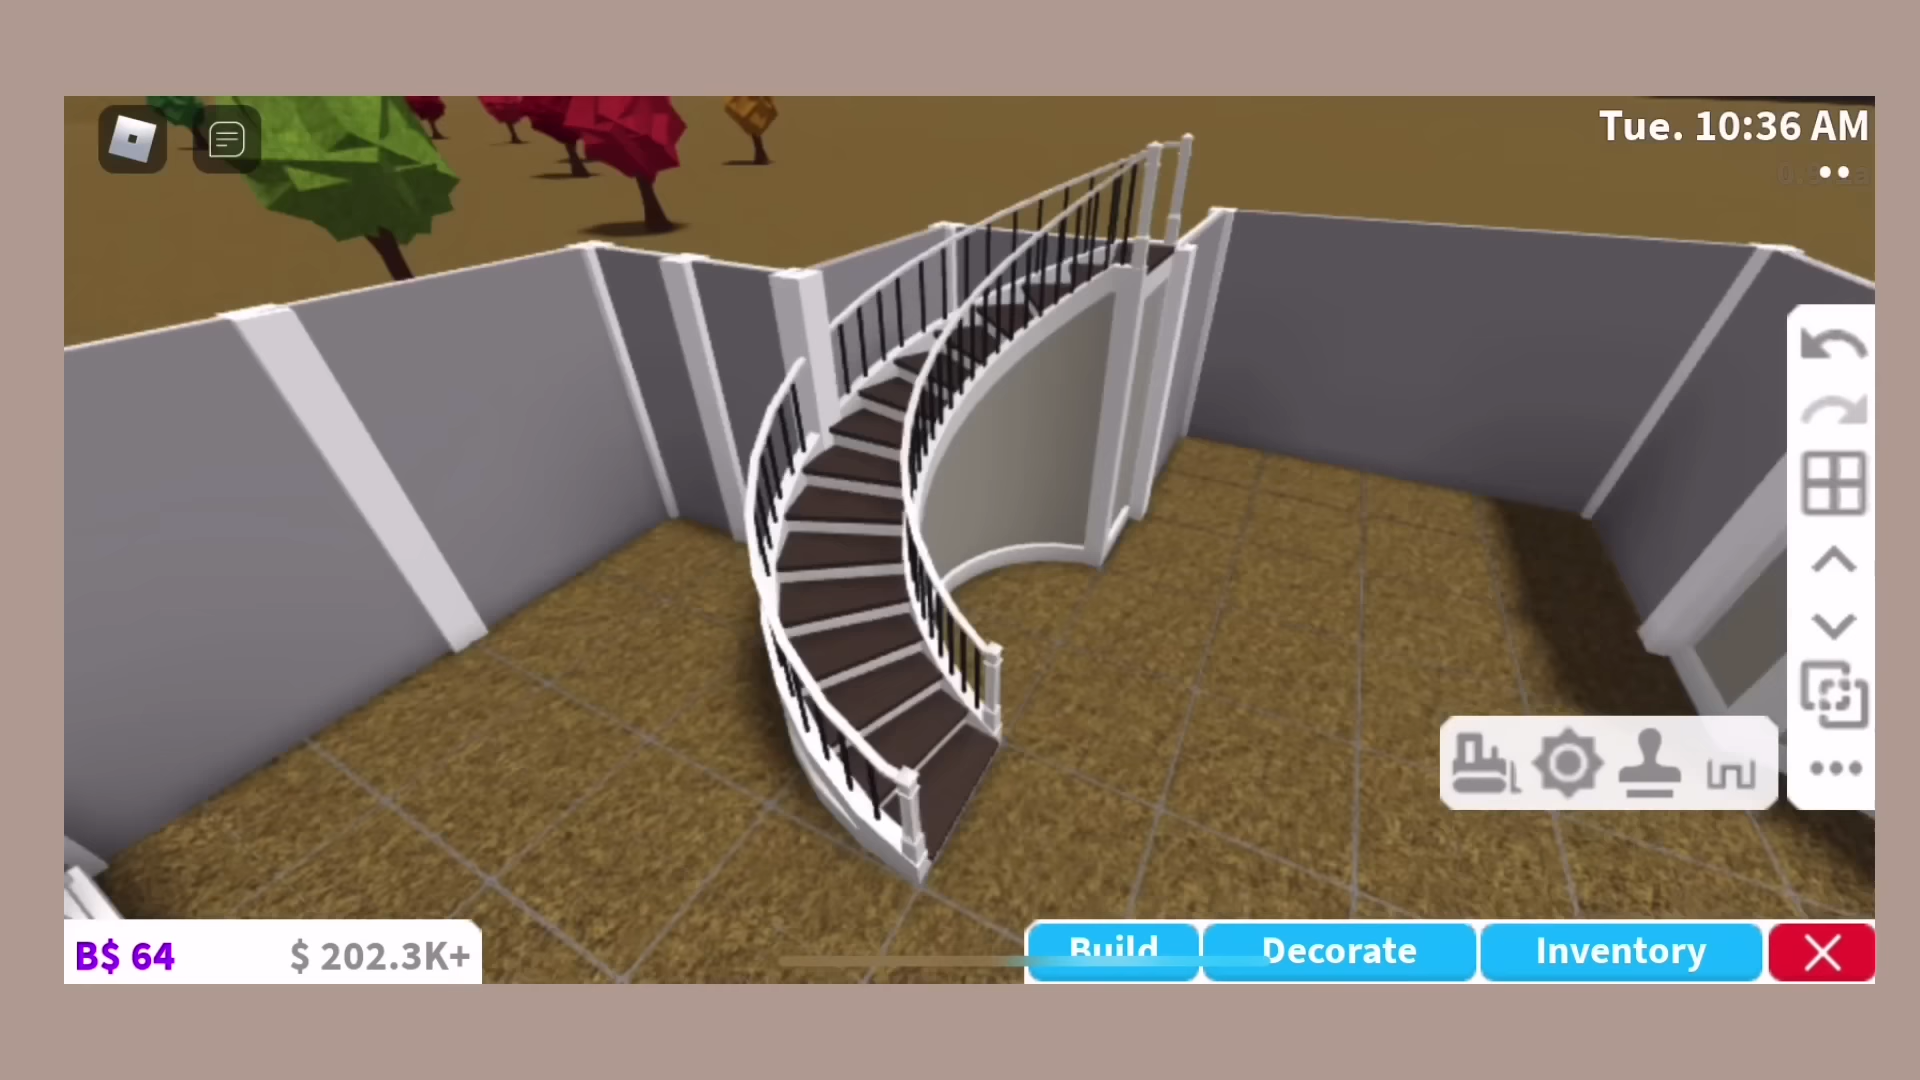 Tue. 10:36 AM
B$ 64
$ 202.3K+
Build
Decorate
Inventory